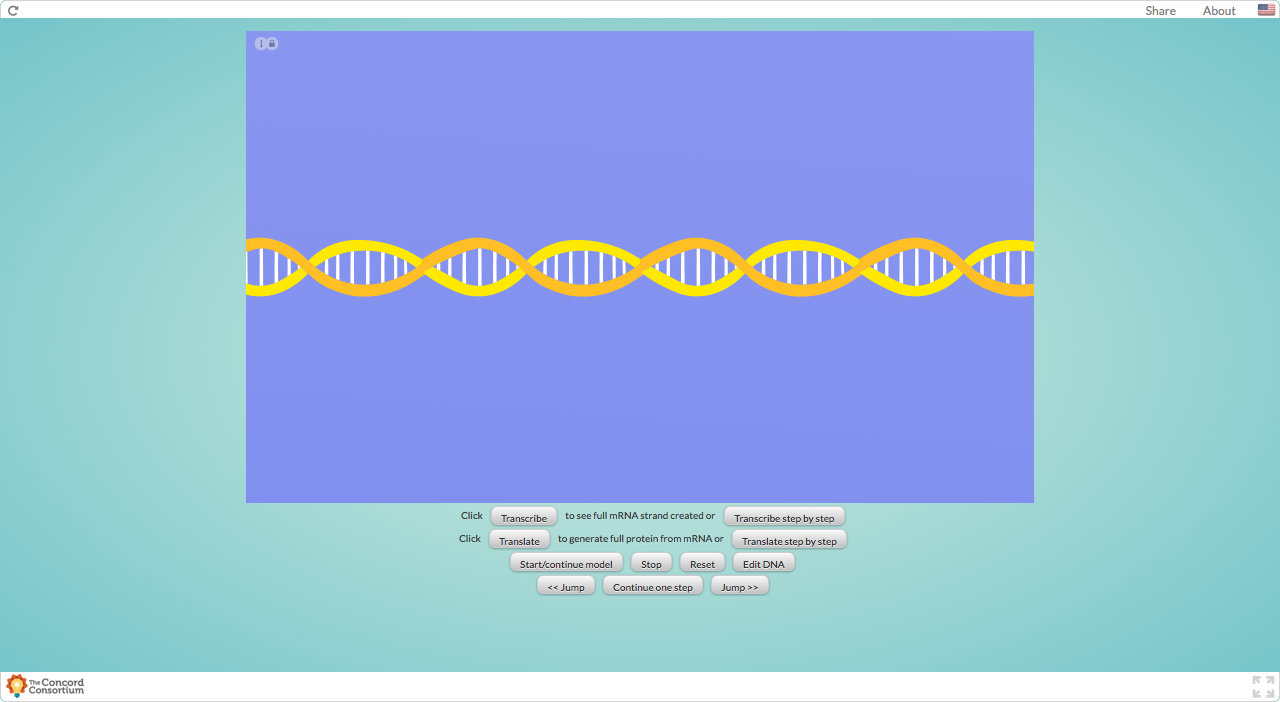 Share About
Click Transcribe to see full mRNA strand created or Transcribe step by step
Click Translate to generate full protein from mRNA or Translate step by step
Start/continue model Stop Reset Edit DNA
<< Jump Continue one step Jump >>
The Concord
Consortium